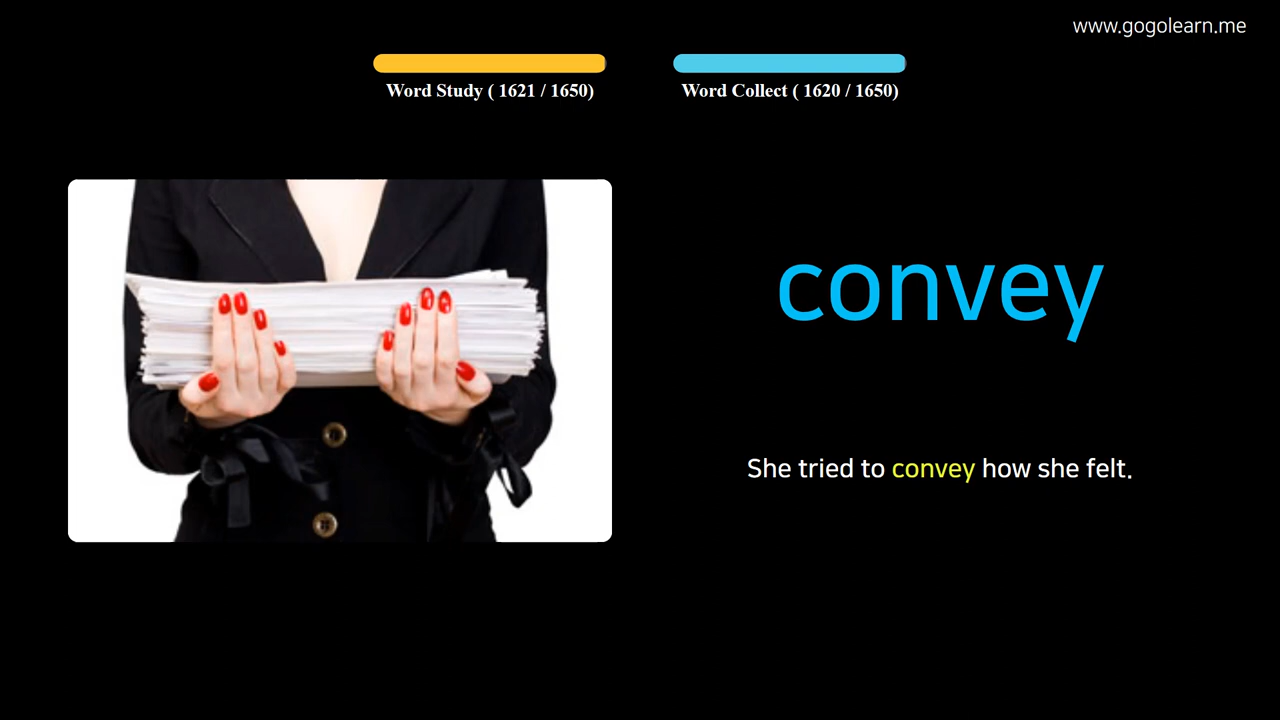 www.gogolearn.me
Word Study ( 1621 / 1650)
Word Collect ( 1620 / 1650)
convey
She tried to convey how she felt.